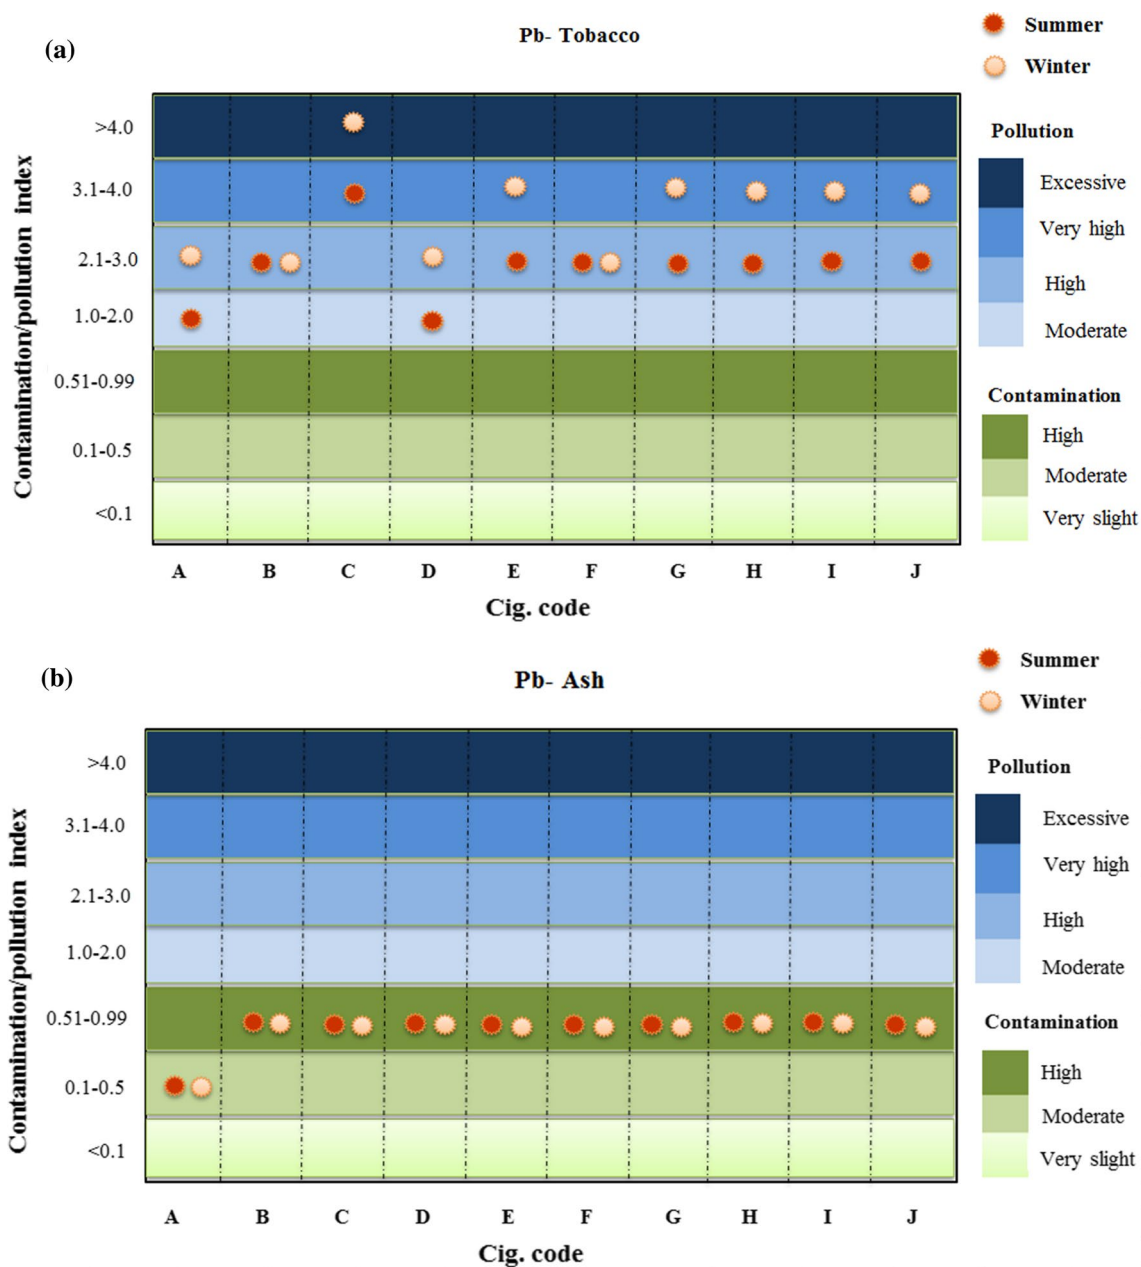 (a)
Pb- Tobacco
Summer
Winter
Contamination/pollution index
>4.0
3.1-4.0
2.1-3.0
1.0-2.0
0.51-0.99
0.1-0.5
<0.1
A B C D E F G H I J
Cig. code
Pollution
Excessive
Very high
High
Moderate
Contamination
High
Moderate
Very slight
(b)
Pb- Ash
Summer
Winter
Contamination/pollution index
>4.0
3.1-4.0
2.1-3.0
1.0-2.0
0.51-0.99
0.1-0.5
<0.1
A B C D E F G H I J
Cig. code
Pollution
Excessive
Very high
High
Moderate
Contamination
High
Moderate
Very slight